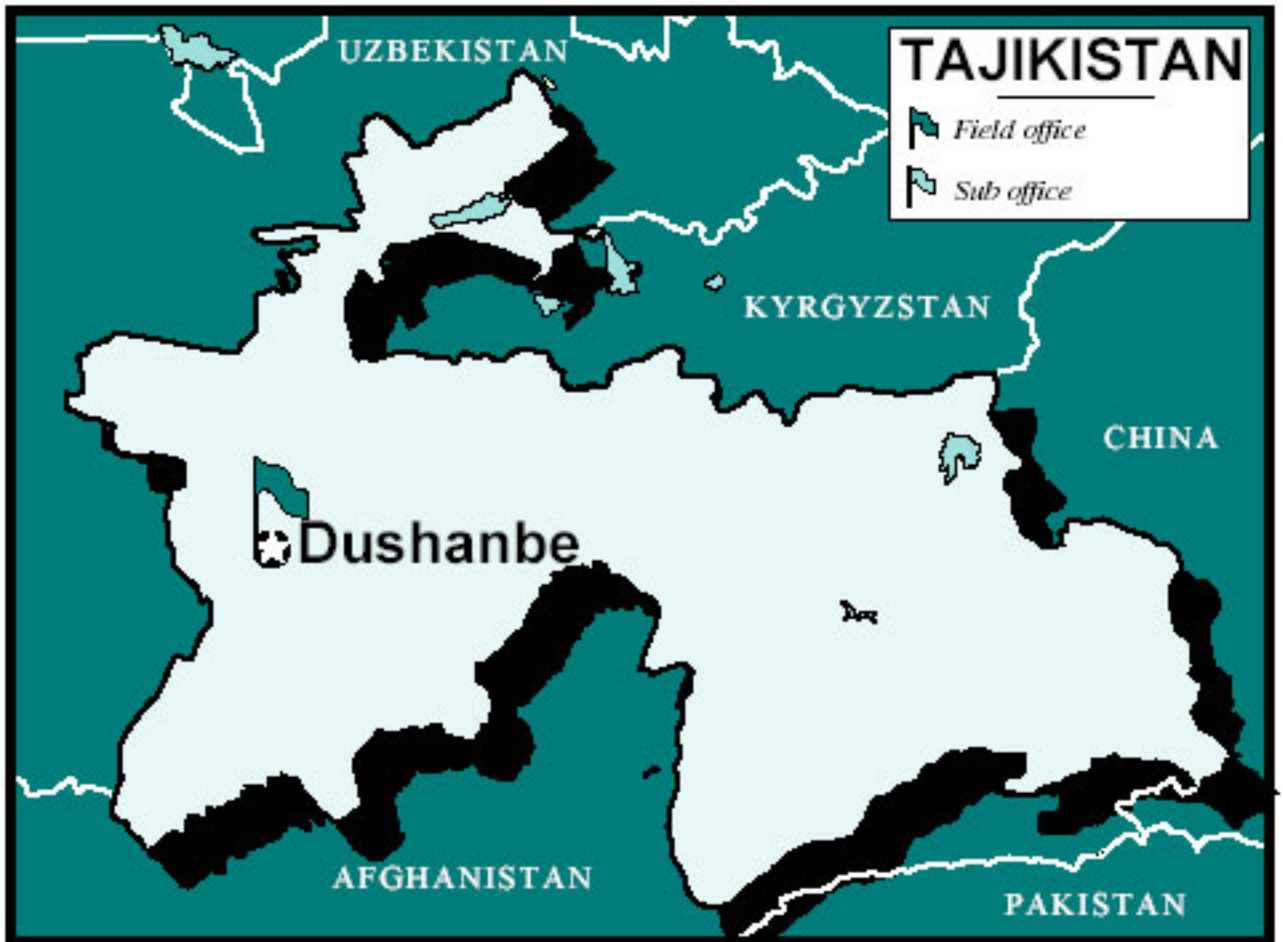 UZBEKISTAN
TAJIKISTAN
Field office
Sub office
KYRGYZSTAN
CHINA
Dushanbe
AFGHANISTAN
PAKISTAN